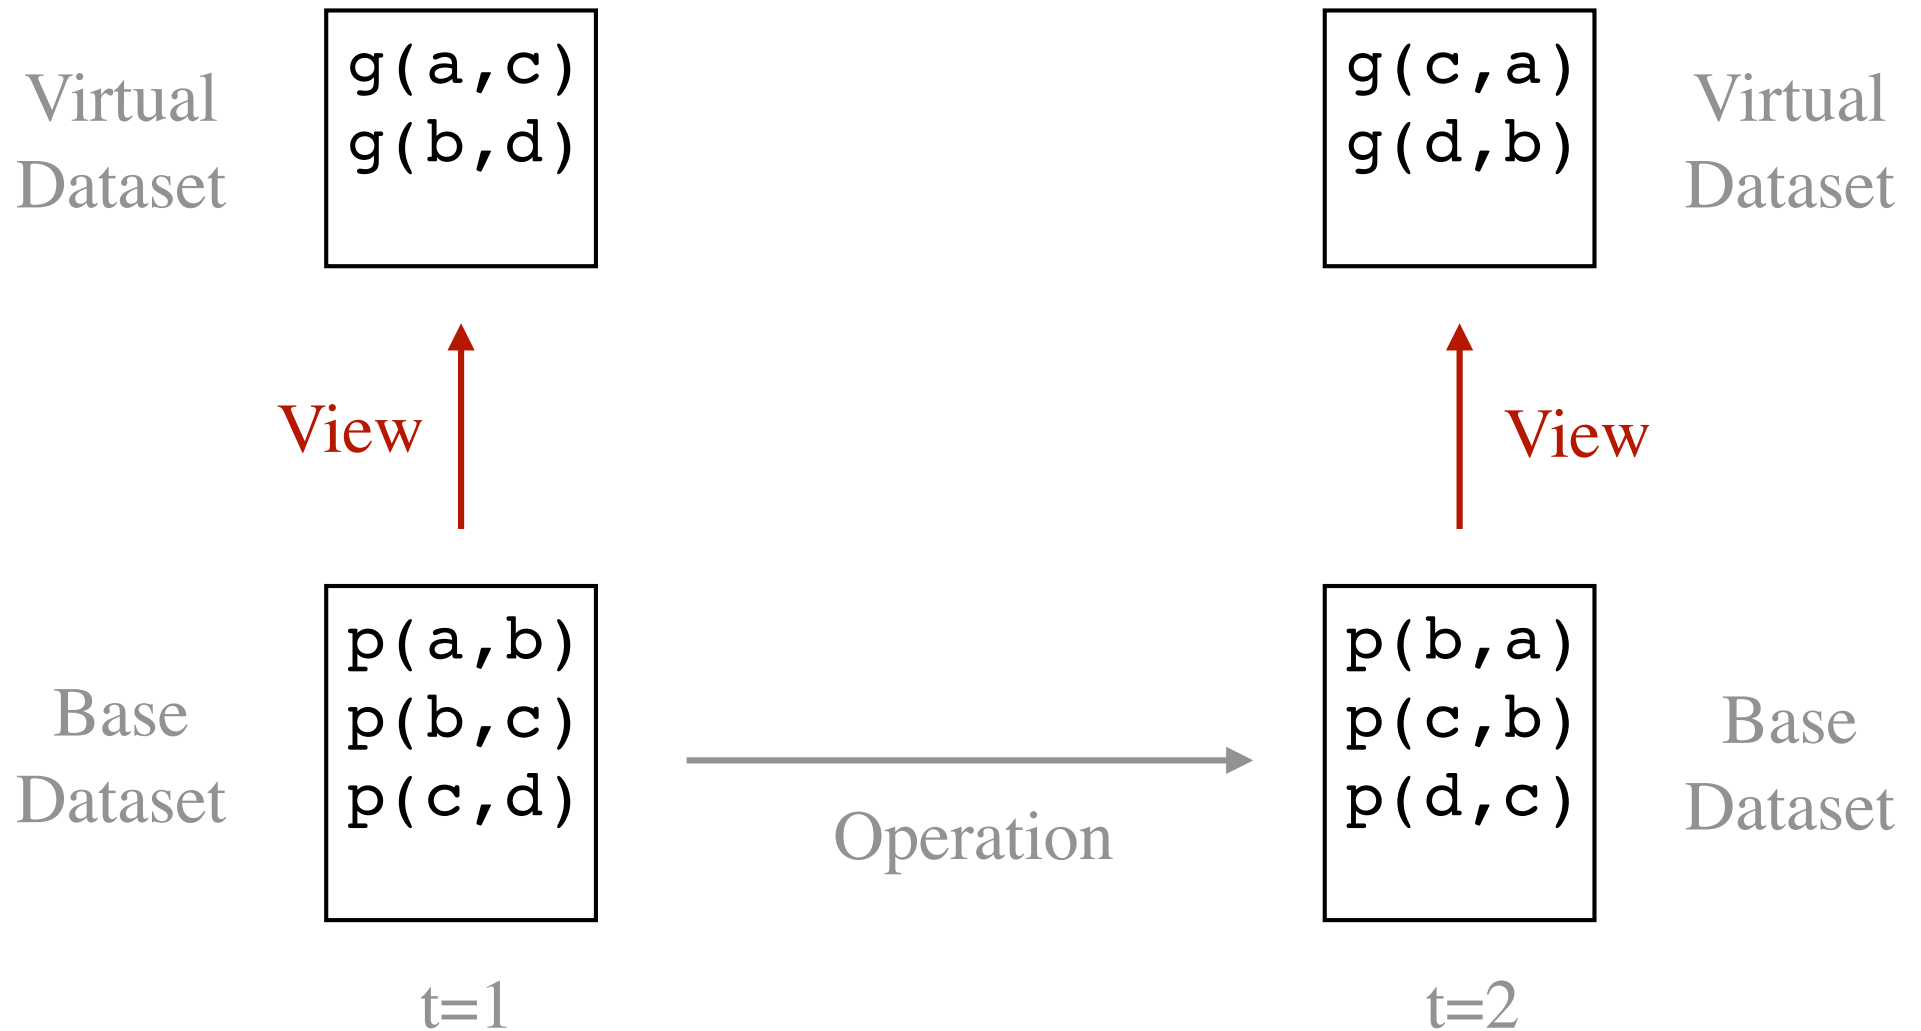 Virtual
Dataset
g(a,c)
g(b,d)
g(c,a)
g(d,b)
Virtual
Dataset
View
View
Base
Dataset
p(a,b)
p(b,c)
p(c,d)
Operation
p(b,a)
p(c,b)
p(d,c)
Base
Dataset
t=1
t=2